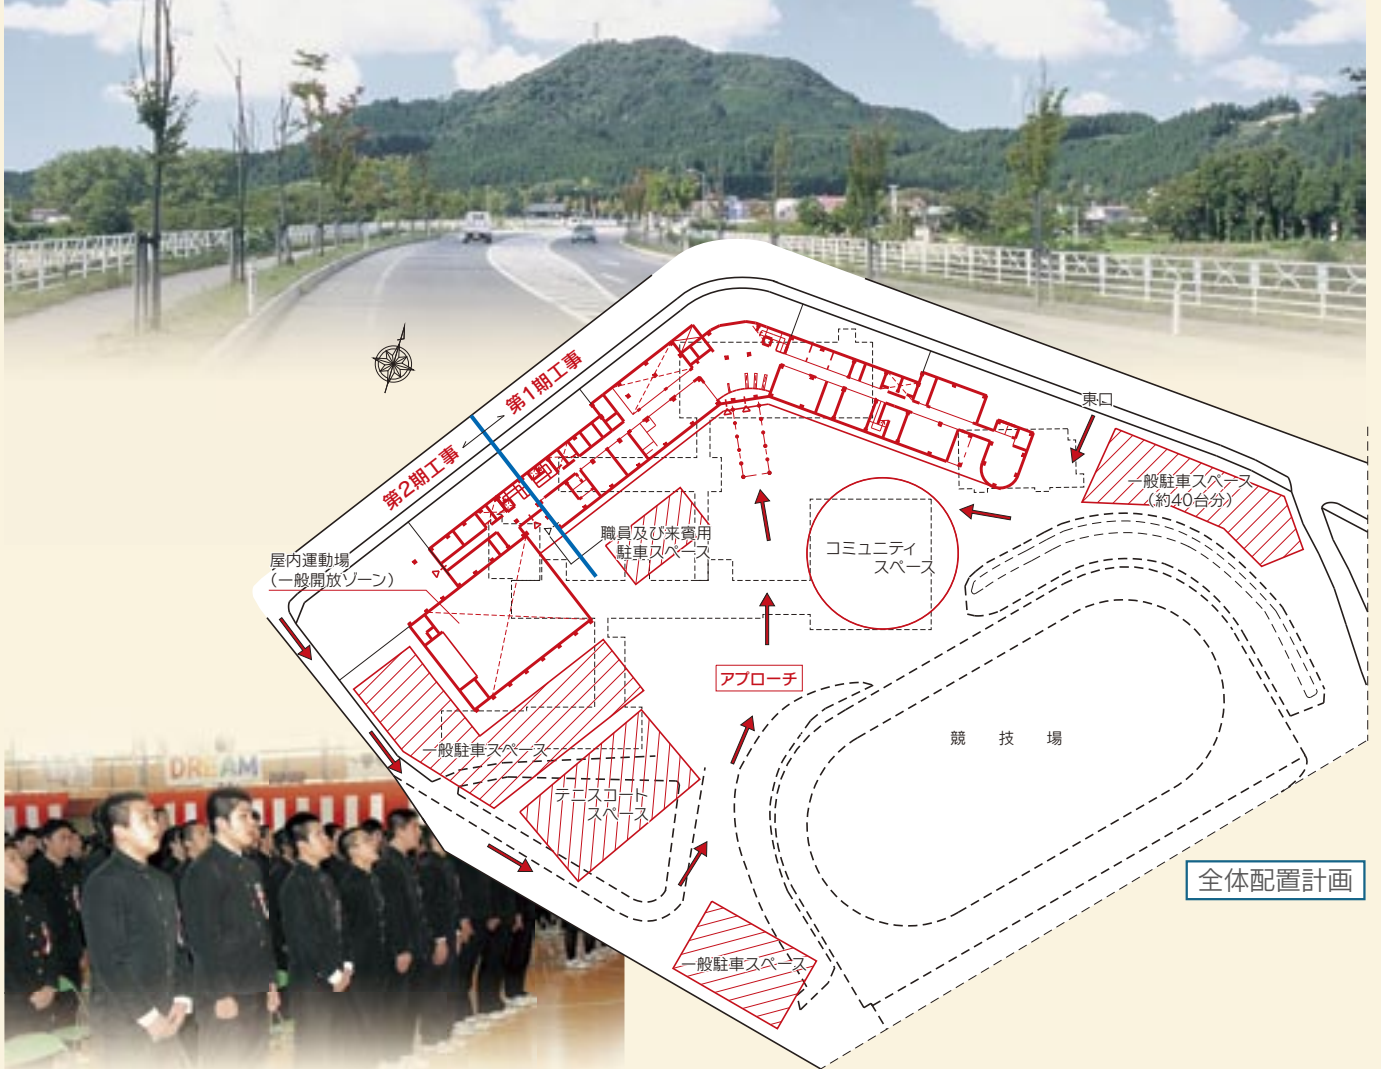 第1期工事
第2期工事
東口
一般駐車スペース
(約40台分)
職員及び来賓用
駐車スペース
コミュニティ
スペース
屋内運動場
(一般開放ゾーン)
アプローチ
競技場
一般駐車スペース
テニスコート
スペース
一般駐車スペース
全体配置計画
DREAM